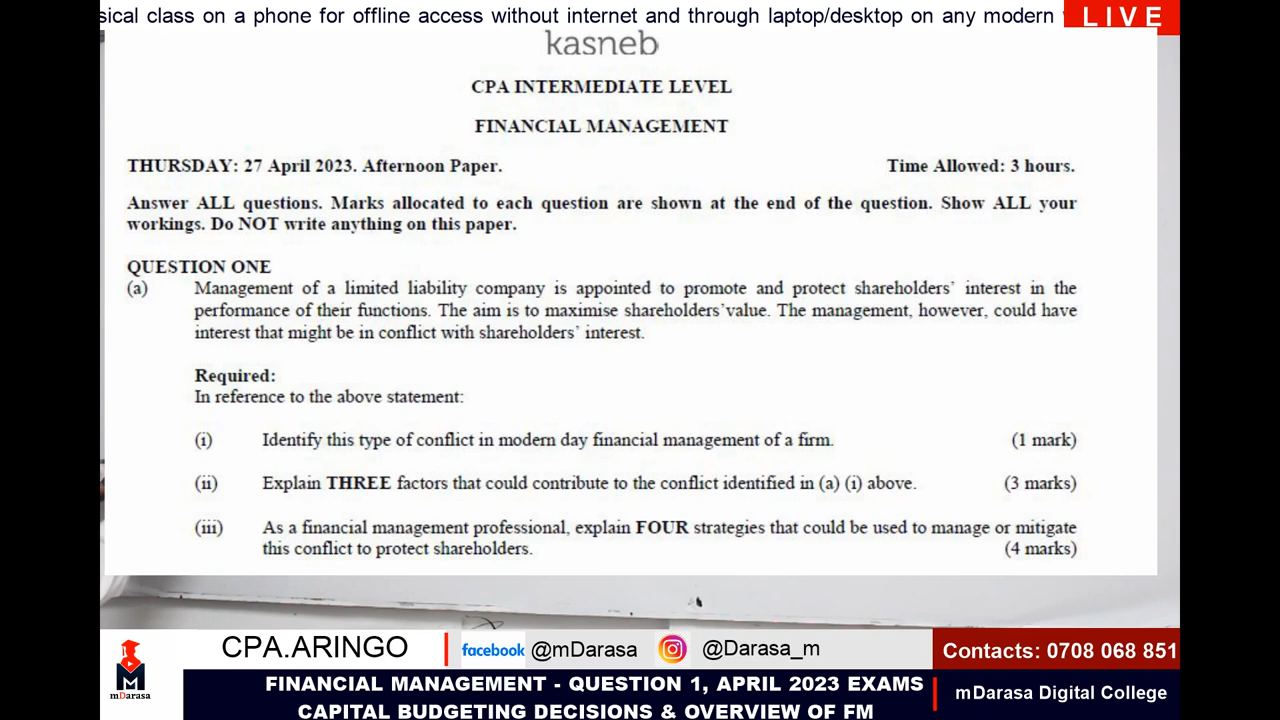 sical class on a phone for offline access without internet and through laptop/desktop on any modern
LIVE
kasneb
CPA INTERMEDIATE LEVEL
FINANCIAL MANAGEMENT
THURSDAY: 27 April 2023. Afternoon Paper. Time Allowed: 3 hours.
Answer ALL questions. Marks allocated to each question are shown at the end of the question. Show ALL your
workings. Do NOT write anything on this paper.
QUESTION ONE
(a) Management of a limited liability company is appointed to promote and protect shareholders' interest in the
performance of their functions. The aim is to maximise shareholders'value. The management, however, could have
interest that might be in conflict with shareholders' interest.
Required:
In reference to the above statement:
(i) Identify this type of conflict in modern day financial management of a firm. (1 mark)
(ii) Explain THREE factors that could contribute to the conflict identified in (a) (i) above. (3 marks)
(iii) As a financial management professional, explain FOUR strategies that could be used to manage or mitigate
this conflict to protect shareholders. (4 marks)
CPA.ARINGO facebook @mDarasa @Darasa_m Contacts: 0708 068 851
mDarasa
FINANCIAL MANAGEMENT - QUESTION 1, APRIL 2023 EXAMS
CAPITAL BUDGETING DECISIONS & OVERVIEW OF FM
mDarasa Digital College